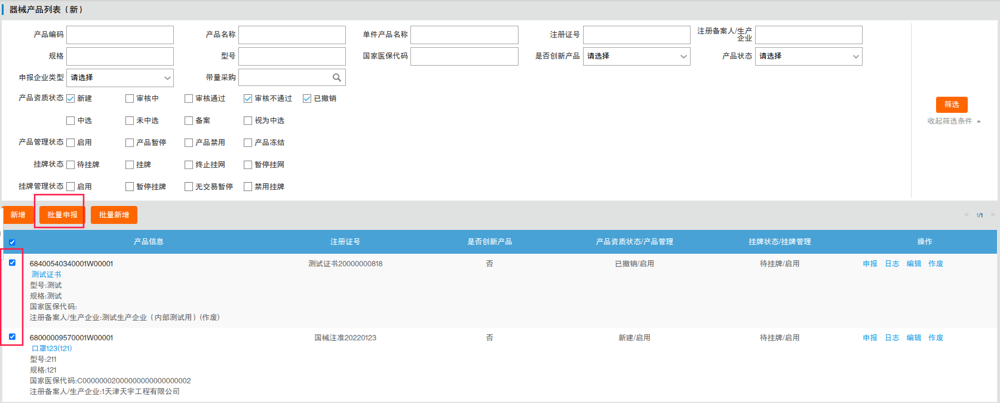 器械产品列表（新）
产品编码 产品名称 单件产品名称 注册证号 注册备案人/生产企业
规格 型号 国家医保代码 是否创新产品 请选择 产品状态 请选择
申报企业类型 请选择 带量采购
产品资质状态 新建 审核中 审核通过 审核不通过 已撤销
中选 未中选 备案 视为中选
产品管理状态 启用 产品暂停 产品禁用 产品冻结
挂牌状态 待挂牌 挂牌 终止挂网 暂停挂网
挂牌管理状态 启用 暂停挂牌 无交易暂停 禁用挂牌
筛选
收起筛选条件
新增 批量申报 批量新增 < 1/1 >
产品信息 注册证号 是否创新产品 产品资质状态/产品管理 挂牌状态/挂牌管理 操作
68400540340001W00001 测试证书20000000818 否 已撤销/启用 待挂牌/启用 申报 日志 编辑 作废
测试证书
型号:测试
规格:测试
国家医保代码:
注册备案人/生产企业:测试生产企业（内部测试用）(作废)
68000009570001W00001 国械注准20220123 否 新建/启用 待挂牌/启用 申报 日志 编辑 作废
口罩123(121)
型号:211
规格:121
国家医保代码:C00000002000000000000000002
注册备案人/生产企业:1天津天宇工程有限公司